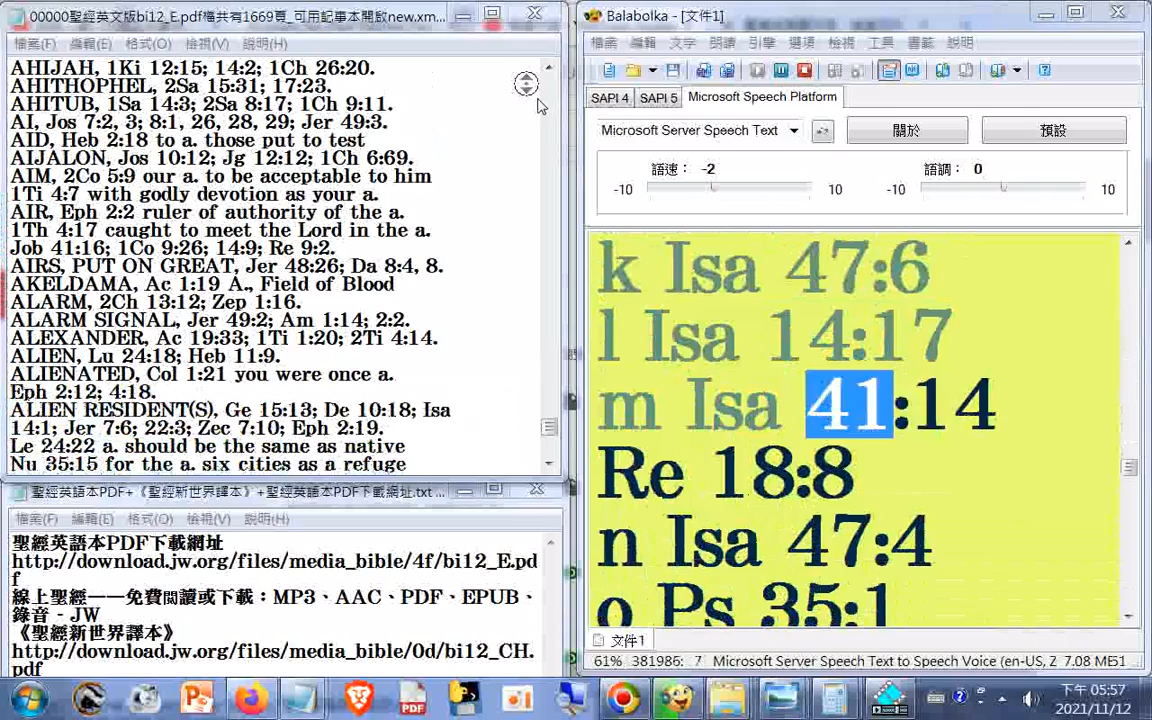 00000聖經英文版bi12_E.pdf檔共有1669頁_可用記事本開啟new.xm...
檔案(F) 編輯(E) 格式(O) 檢視(V) 說明(H)
AHIJAH, 1Ki 12:15; 14:2; 1Ch 26:20.
AHITHOPHEL, 2Sa 15:31; 17:23.
AHITUB, 1Sa 14:3; 2Sa 8:17; 1Ch 9:11.
AI, Jos 7:2, 3; 8:1, 26, 28, 29; Jer 49:3.
AID, Heb 2:18 to a. those put to test
AIJALON, Jos 10:12; Jg 12:12; 1Ch 6:69.
AIM, 2Co 5:9 our a. to be acceptable to him
1Ti 4:7 with godly devotion as your a.
AIR, Eph 2:2 ruler of authority of the a.
1Th 4:17 caught to meet the Lord in the a.
Job 41:16; 1Co 9:26; 14:9; Re 9:2.
AIRS, PUT ON GREAT, Jer 48:26; Da 8:4, 8.
AKELDAMA, Ac 1:19 A., Field of Blood
ALARM, 2Ch 13:12; Zep 1:16.
ALARM SIGNAL, Jer 49:2; Am 1:14; 2:2.
ALEXANDER, Ac 19:33; 1Ti 1:20; 2Ti 4:14.
ALIEN, Lu 24:18; Heb 11:9.
ALIENATED, Col 1:21 you were once a.
Eph 2:12; 4:18.
ALIEN RESIDENT(S), Ge 15:13; De 10:18; Isa
14:1; Jer 7:6; 22:3; Zec 7:10; Eph 2:19.
Le 24:22 a. should be the same as native
Nu 35:15 for the a. six cities as a refuge
聖經英語本PDF+《聖經新世界譯本》+聖經英語本PDF下載網址.txt ...
檔案(F) 編輯(E) 格式(O) 檢視(V) 說明(H)
聖經英語本PDF下載網址
http://download.jw.org/files/media_bible/4f/bi12_E.pd
f
線上聖經——免費閱讀或下載：MP3、AAC、PDF、EPUB、
錄音 - JW
《聖經新世界譯本》
http://download.jw.org/files/media_bible/0d/bi12_CH.
pdf
Balabolka - [文件1]
檔案 編輯 文字 朗讀 引擎 選項 檢視 工具 書籤 說明
SAPI 4 SAPI 5 Microsoft Speech Platform
Microsoft Server Speech Text 關於 預設
語速： -2 語調： 0
-10 10 -10 10
k Isa 47:6
l Isa 14:17
m Isa 41:14
Re 18:8
n Isa 47:4
o Ps 35:1
文件1
61% 381986: 7 Microsoft Server Speech Text to Speech Voice (en-US, Z 7.08 ME51
下午 05:57
2021/11/12